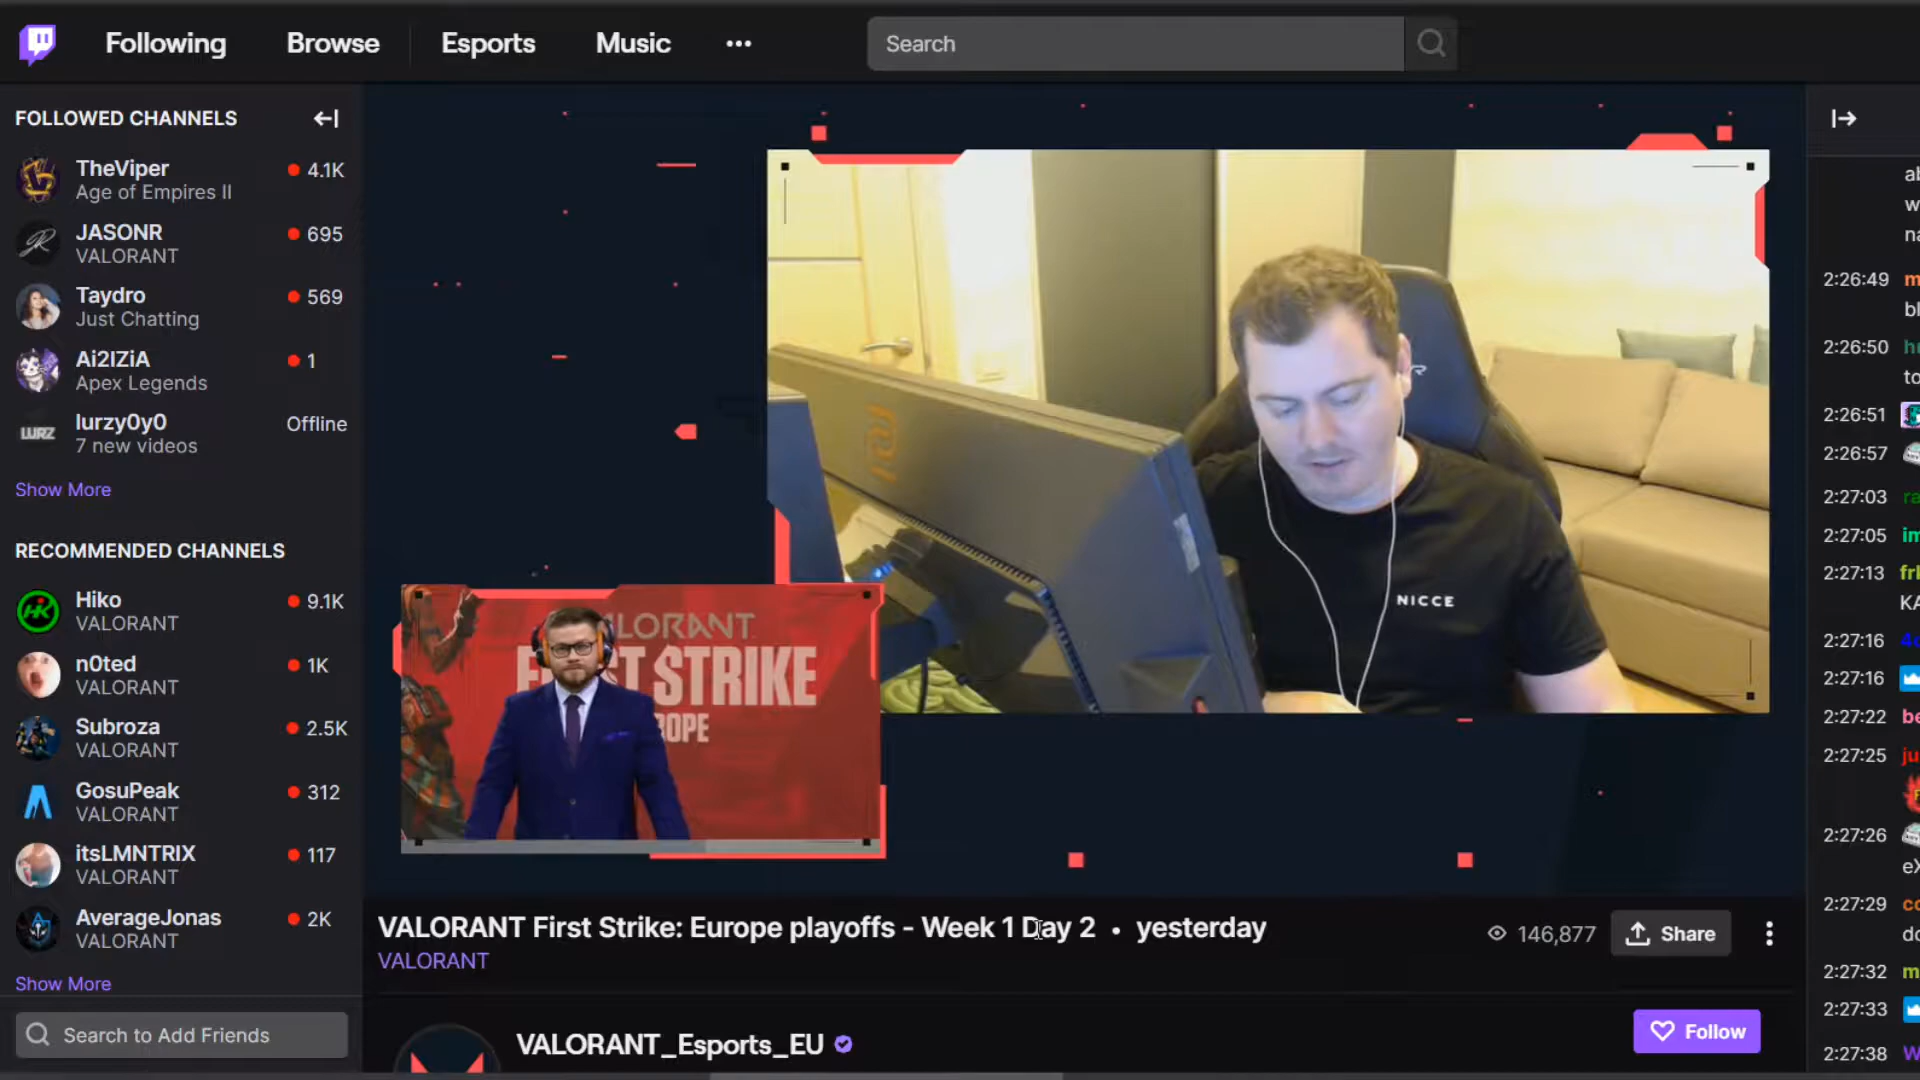 Following
Browse
Esports
Music
Search
FOLLOWED CHANNELS
TheViper
Age of Empires II
4.1K
JASONR
VALORANT
695
Taydro
Just Chatting
569
Ai2IZiA
Apex Legends
1
lurzy0y0
7 new videos
Offline
LURZ
Show More
RECOMMENDED CHANNELS
Hiko
VALORANT
9.1K
n0ted
VALORANT
1K
Subroza
VALORANT
2.5K
GosuPeak
VALORANT
312
itsLMNTRIX
VALORANT
117
AverageJonas
VALORANT
2K
Show More
Search to Add Friends
NICCE
STRIKE
VALORANT First Strike: Europe playoffs - Week 1 Day 2 • yesterday
VALORANT
146,877
Share
VALORANT_Esports_EU
Follow
2:26:49
2:26:50
2:26:51
2:26:57
2:27:03
2:27:05
2:27:13
2:27:16
2:27:16
2:27:22
2:27:25
2:27:26
2:27:29
2:27:32
2:27:33
2:27:38